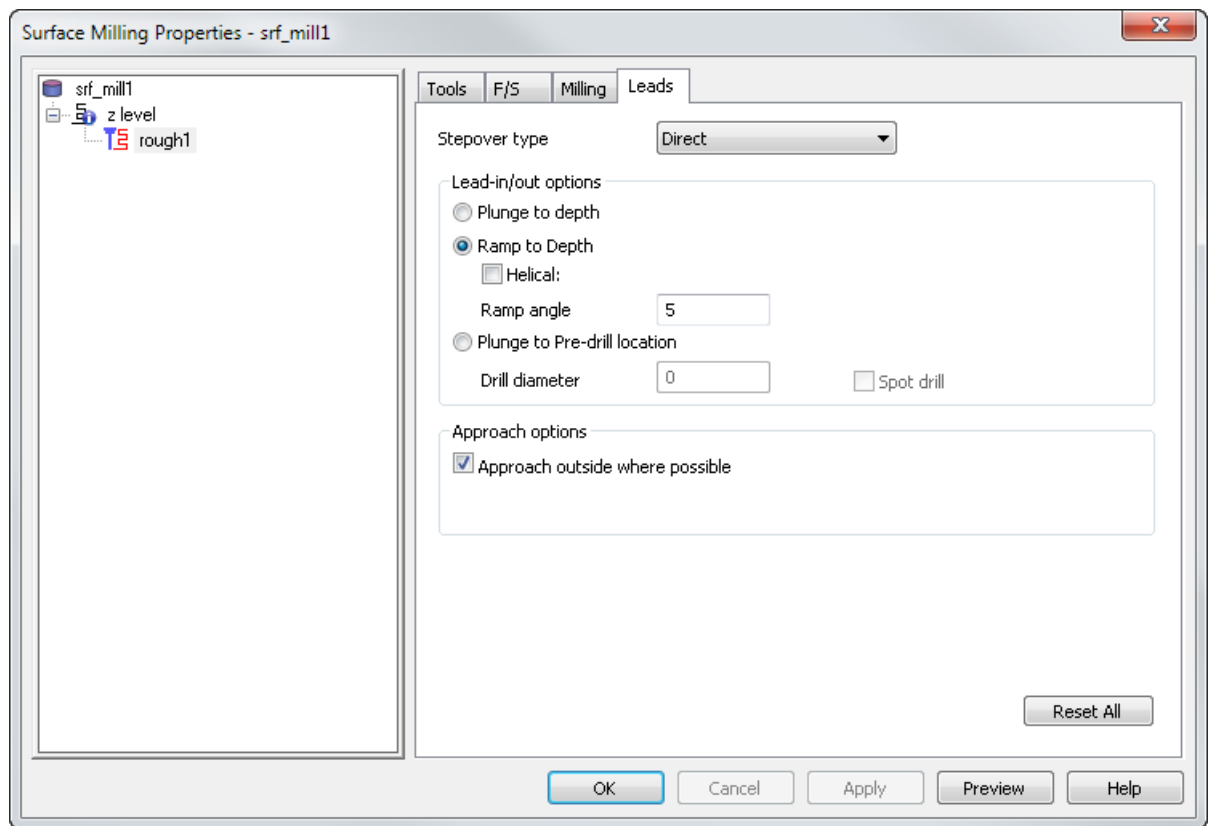 Surface Milling Properties - srf_mill1
srf_mill1
z level
rough1
Tools F/S Milling Leads
Stepover type Direct
Lead-in/out options
Plunge to depth
Ramp to Depth
Helical:
Ramp angle 5
Plunge to Pre-drill location
Drill diameter 0 Spot drill
Approach options
Approach outside where possible
Reset All
OK Cancel Apply Preview Help